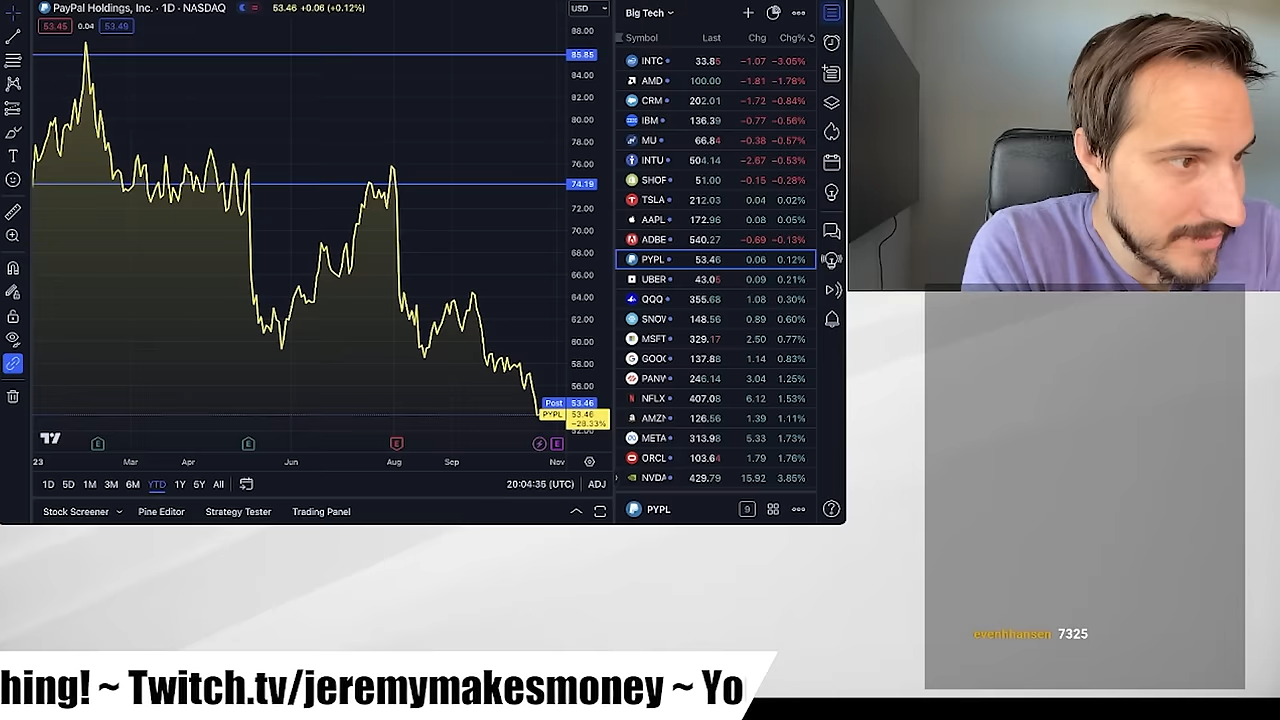 PayPal Holdings, Inc. · 1D · NASDAQ 53.46 +0.06 (+0.12%)
53.45 0.04 53.49
USD
88.00
85.85
84.00
82.00
80.00
78.00
76.00
74.19
72.00
70.00
68.00
66.00
64.00
62.00
60.00
58.00
56.00
Post 53.46
PYPL 53.46
−28.33%
52.00
E E E E
23 Mar Apr Jun Aug Sep Nov
1D 5D 1M 3M 6M YTD 1Y 5Y All 20:04:35 (UTC) ADJ
Stock Screener Pine Editor Strategy Tester Trading Panel
Big Tech
Symbol Last Chg Chg%
INTC 33.85 −1.07 −3.05%
AMD 100.00 −1.81 −1.78%
CRM 202.01 −1.72 −0.84%
IBM 136.39 −0.77 −0.56%
MU 66.84 −0.38 −0.57%
INTU 504.14 −2.67 −0.53%
SHOP 51.00 −0.15 −0.28%
TSLA 212.03 0.04 0.02%
AAPL 172.96 0.08 0.05%
ADBE 540.27 −0.69 −0.13%
PYPL 53.46 0.06 0.12%
UBER 43.05 0.09 0.21%
QQQ 355.68 1.08 0.30%
SNOW 148.56 0.89 0.60%
MSFT 329.17 2.50 0.77%
GOOG 137.88 1.14 0.83%
PANW 246.14 3.04 1.25%
NFLX 407.08 6.12 1.53%
AMZN 126.56 1.39 1.11%
META 313.98 5.33 1.73%
ORCL 103.64 1.79 1.76%
NVDA 429.79 15.92 3.85%
PYPL 9
evenhhansen 7325
hing! ~ Twitch.tv/jeremymakesmoney ~ Yo